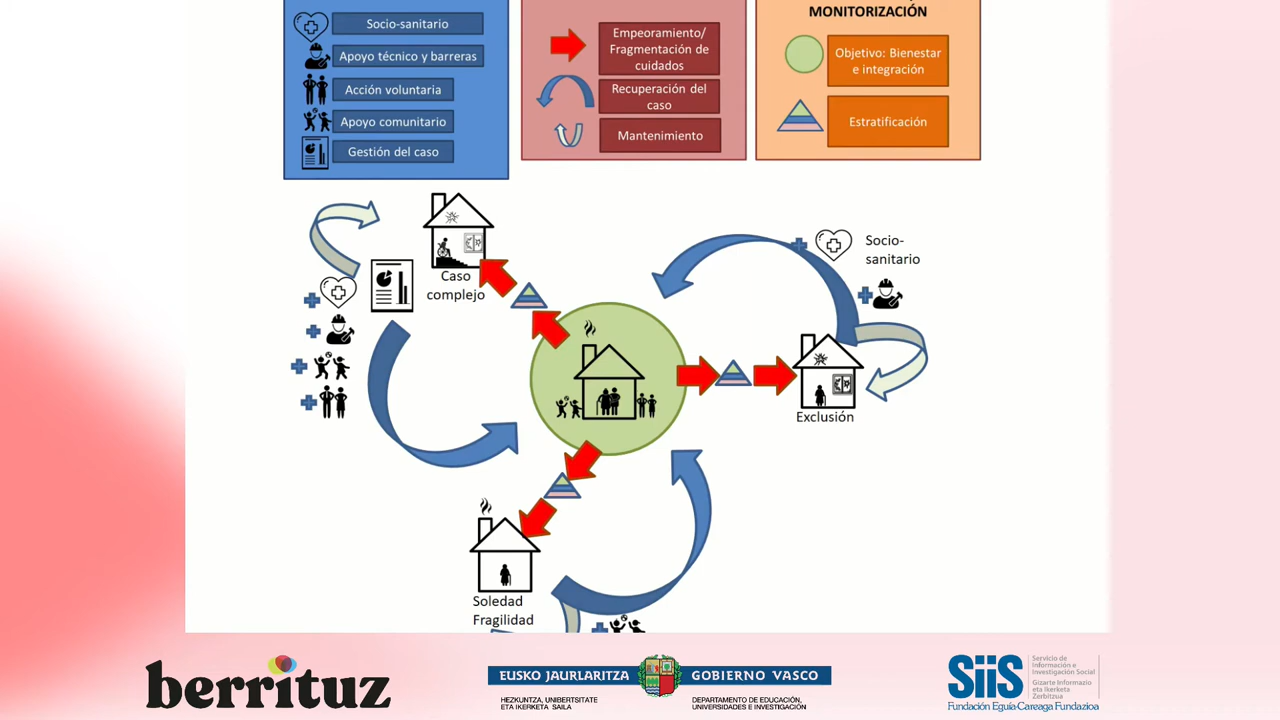 Socio-sanitario
Apoyo técnico y barreras
Acción voluntaria
Apoyo comunitario
Gestión del caso
Empeoramiento/
Fragmentación de
cuidados
Recuperación del
caso
Mantenimiento
MONITORIZACIÓN
Objetivo: Bienestar
e integración
Estratificación
Caso
complejo
Socio-
sanitario
Exclusión
Soledad
Fragilidad
berrituz
EUSKO JAURLARITZA
GOBIERNO VASCO
HEZKUNTZA, UNIBERTSITATE
ETA IKERKETA SAILA
DEPARTAMENTO DE EDUCACIÓN,
UNIVERSIDADES E INVESTIGACIÓN
SiiS
Servicio de
Información e
Investigación Social
Gizarte Informazio
eta Ikerketa
Zerbitzua
Fundación Eguía-Careaga Fundazioa